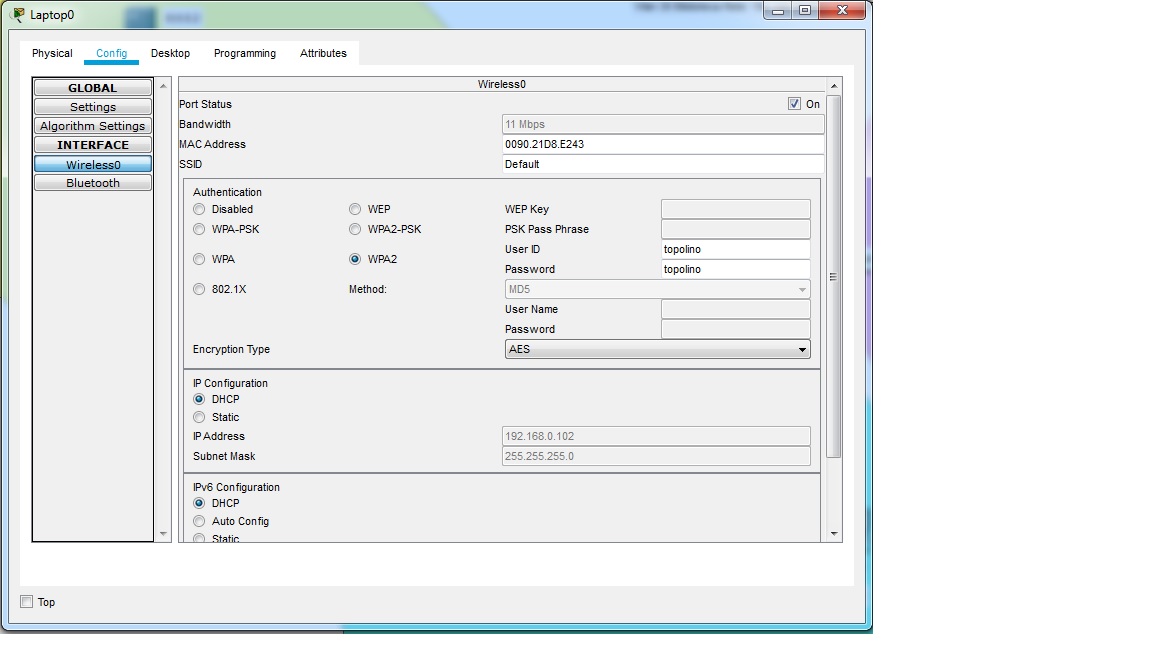 Laptop0
Physical Config Desktop Programming Attributes
GLOBAL
Settings
Algorithm Settings
INTERFACE
Wireless0
Bluetooth
Wireless0
Port Status On
Bandwidth 11 Mbps
MAC Address 0090.21D8.E243
SSID Default
Authentication
Disabled WEP WEP Key
WPA-PSK WPA2-PSK PSK Pass Phrase
User ID topolino
WPA WPA2
Password topolino
802.1X Method: MD5
User Name
Password
Encryption Type AES
IP Configuration
DHCP
Static
IP Address 192.168.0.102
Subnet Mask 255.255.255.0
IPv6 Configuration
DHCP
Auto Config
Static
Top